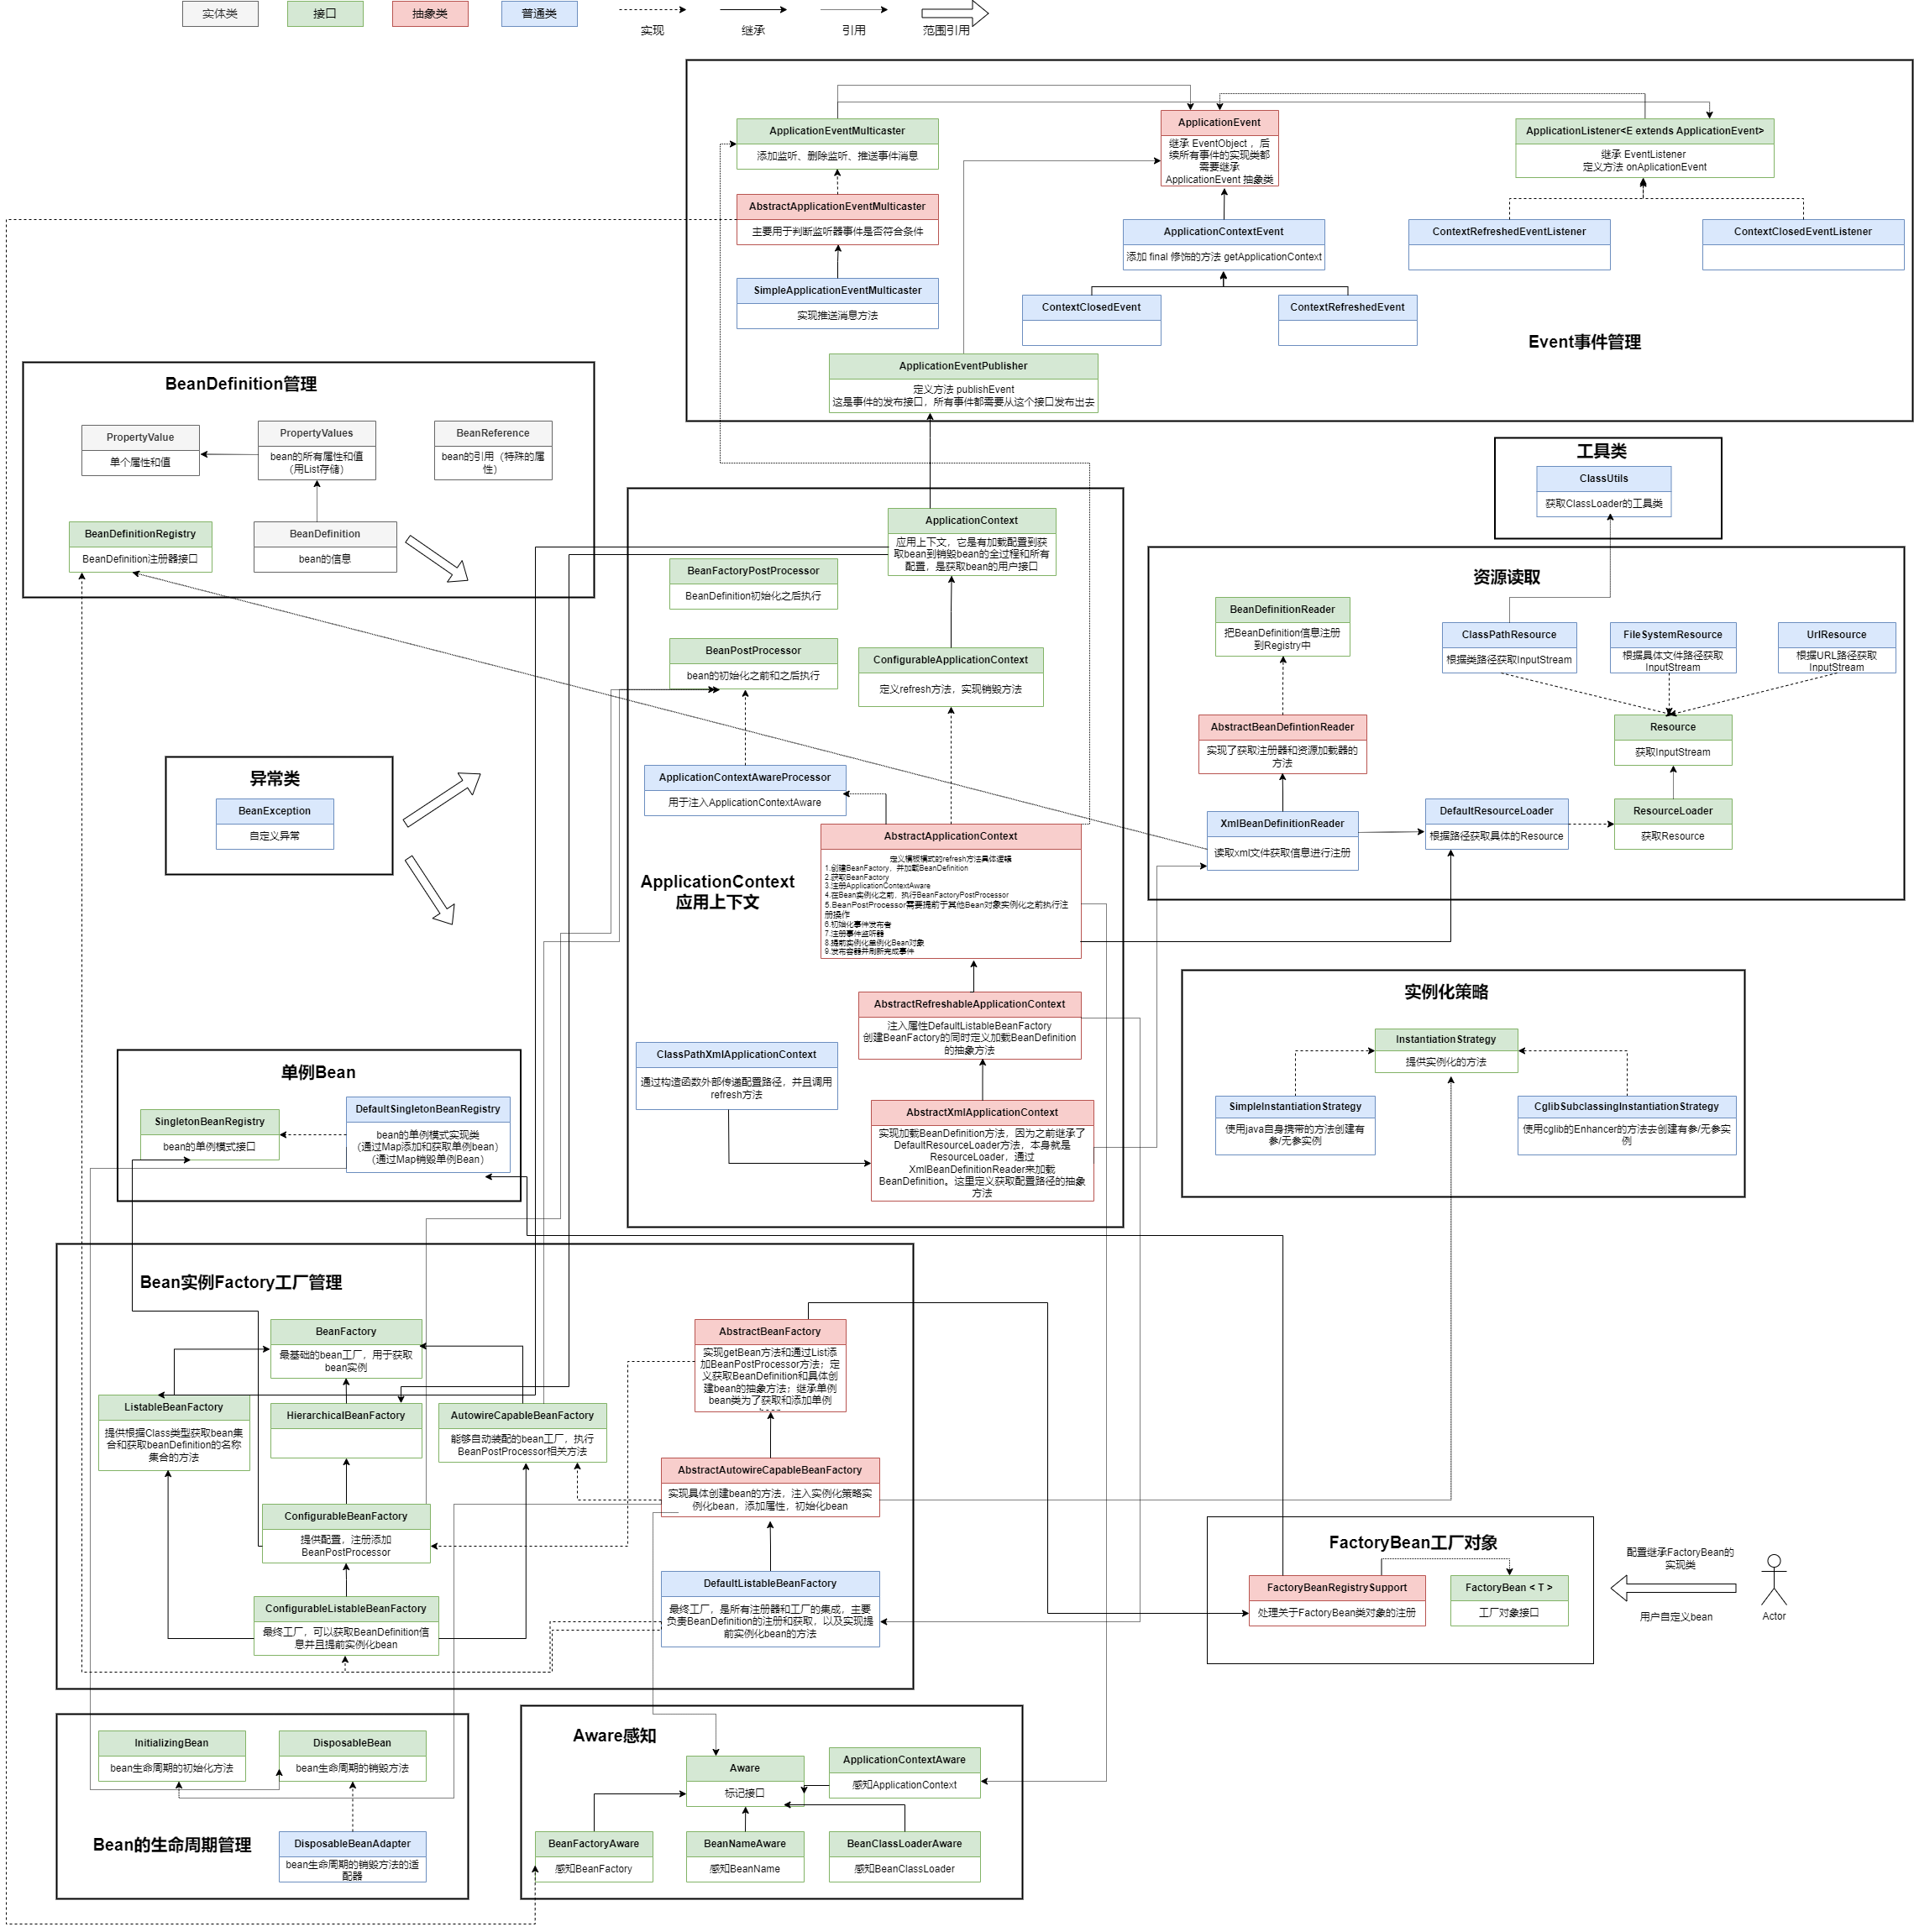 实体类
接口
抽象类
普通类
实现
继承
引用
范围引用
ApplicationEventMulticaster
添加监听、删除监听、推送事件消息
AbstractApplicationEventMulticaster
主要用于判断监听器事件是否符合条件
SimpleApplicationEventMulticaster
实现推送消息方法
ApplicationEvent
继承 EventObject ，后
续所有事件的实现类都
需要继承
ApplicationEvent 抽象类
ApplicationListener<E extends ApplicationEvent>
继承 EventListener
定义方法 onAplicationEvent
ApplicationContextEvent
添加 final 修饰的方法 getApplicationContext
ContextRefreshedEventListener
ContextClosedEventListener
ContextClosedEvent
ContextRefreshedEvent
Event事件管理
ApplicationEventPublisher
定义方法 publishEvent
这是事件的发布接口，所有事件都需要从这个接口发布出去
BeanDefinition管理
PropertyValue
单个属性和值
PropertyValues
bean的所有属性和值
（用List存储）
BeanReference
bean的引用（特殊的属
性）
BeanDefinitionRegistry
BeanDefinition注册器接口
BeanDefinition
bean的信息
工具类
ClassUtils
获取ClassLoader的工具类
ApplicationContext
应用上下文，它是有加载配置到获
取bean到销毁bean的全过程和所有
配置，是获取bean的用户接口
BeanFactoryPostProcessor
BeanDefinition初始化之后执行
BeanPostProcessor
bean的初始化之前和之后执行
ConfigurableApplicationContext
定义refresh方法，实现销毁方法
ApplicationContextAwareProcessor
用于注入ApplicationContextAware
AbstractApplicationContext
定义模板模式的refresh方法具体逻辑
1.创建BeanFactory，并加载BeanDefinition
2.获取BeanFactory
3.注册ApplicationContextAware
4.在Bean实例化之前，执行BeanFactoryPostProcessor
5.BeanPostProcessor需要提前于其他Bean对象实例化之前执行注
册操作
6.初始化事件发布者
7.注册事件监听器
8.提前实例化单例化Bean对象
9.发布容器并刷新完成事件
ApplicationContext
应用上下文
AbstractRefreshableApplicationContext
注入属性DefaultListableBeanFactory
创建BeanFactory的同时定义加载BeanDefinition
的抽象方法
ClassPathXmlApplicationContext
通过构造函数外部传递配置路径，并且调用
refresh方法
AbstractXmlApplicationContext
实现加载BeanDefinition方法，因为之前继承了
DefaultResourceLoader方法，本身就是
ResourceLoader，通过
XmlBeanDefinitionReader来加载
BeanDefinition。这里定义获取配置路径的抽象
方法
资源读取
BeanDefinitionReader
把BeanDefinition信息注册
到Registry中
ClassPathResource
根据类路径获取InputStream
FileSystemResource
根据具体文件路径获取
InputStream
UrlResource
根据URL路径获取
InputStream
AbstractBeanDefintionReader
实现了获取注册器和资源加载器的
方法
Resource
获取InputStream
XmlBeanDefinitionReader
读取xml文件获取信息进行注册
DefaultResourceLoader
根据路径获取具体的Resource
ResourceLoader
获取Resource
异常类
BeanException
自定义异常
实例化策略
InstantiationStrategy
提供实例化的方法
SimpleInstantiationStrategy
使用java自身携带的方法创建有
参/无参实例
CglibSubclassingInstantiationStrategy
使用cglib的Enhancer的方法去创建有参/无参实
例
单例Bean
SingletonBeanRegistry
bean的单例模式接口
DefaultSingletonBeanRegistry
bean的单例模式实现类
（通过Map添加和获取单例bean）
（通过Map销毁单例Bean）
Bean实例Factory工厂管理
BeanFactory
最基础的bean工厂，用于获取
bean实例
ListableBeanFactory
提供根据Class类型获取bean集
合和获取beanDefinition的名称
集合的方法
HierarchicalBeanFactory
AutowireCapableBeanFactory
能够自动装配的bean工厂，执行
BeanPostProcessor相关方法
AbstractBeanFactory
实现getBean方法和通过List添
加BeanPostProcessor方法；定
义获取BeanDefinition和具体创
建bean的抽象方法；继承单例
bean类为了获取和添加单例
AbstractAutowireCapableBeanFactory
实现具体创建bean的方法，注入实例化策略实
例化bean，添加属性，初始化bean
ConfigurableBeanFactory
提供配置，注册添加
BeanPostProcessor
DefaultListableBeanFactory
最终工厂，是所有注册器和工厂的集成，主要
负责BeanDefinition的注册和获取，以及实现提
前实例化bean的方法
ConfigurableListableBeanFactory
最终工厂，可以获取BeanDefinition信
息并且提前实例化bean
FactoryBean工厂对象
FactoryBeanRegistrySupport
处理关于FactoryBean类对象的注册
FactoryBean < T >
工厂对象接口
配置继承FactoryBean的
实现类
用户自定义bean
Actor
InitializingBean
bean生命周期的初始化方法
DisposableBean
bean生命周期的销毁方法
Bean的生命周期管理
DisposableBeanAdapter
bean生命周期的销毁方法的适
配器
Aware感知
Aware
标记接口
ApplicationContextAware
感知ApplicationContext
BeanFactoryAware
感知BeanFactory
BeanNameAware
感知BeanName
BeanClassLoaderAware
感知BeanClassLoader